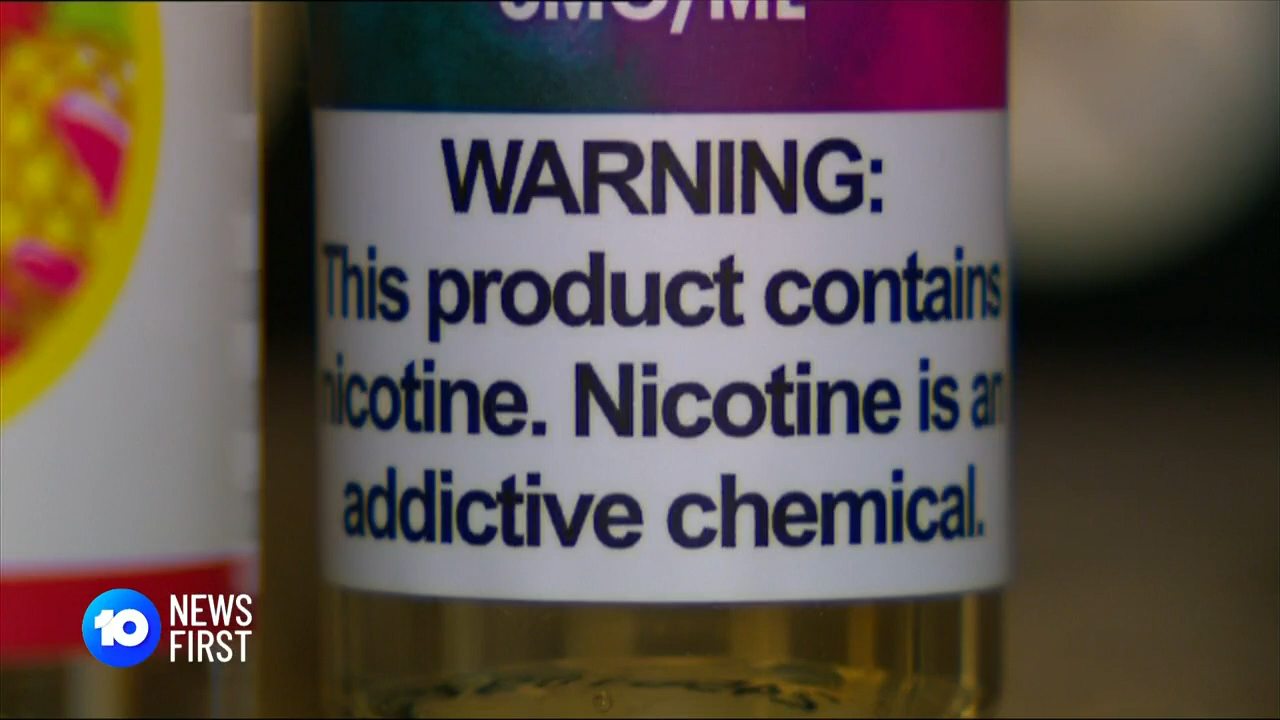 WARNING:
This product contains
nicotine. Nicotine is an
addictive chemical.
10 NEWS
FIRST